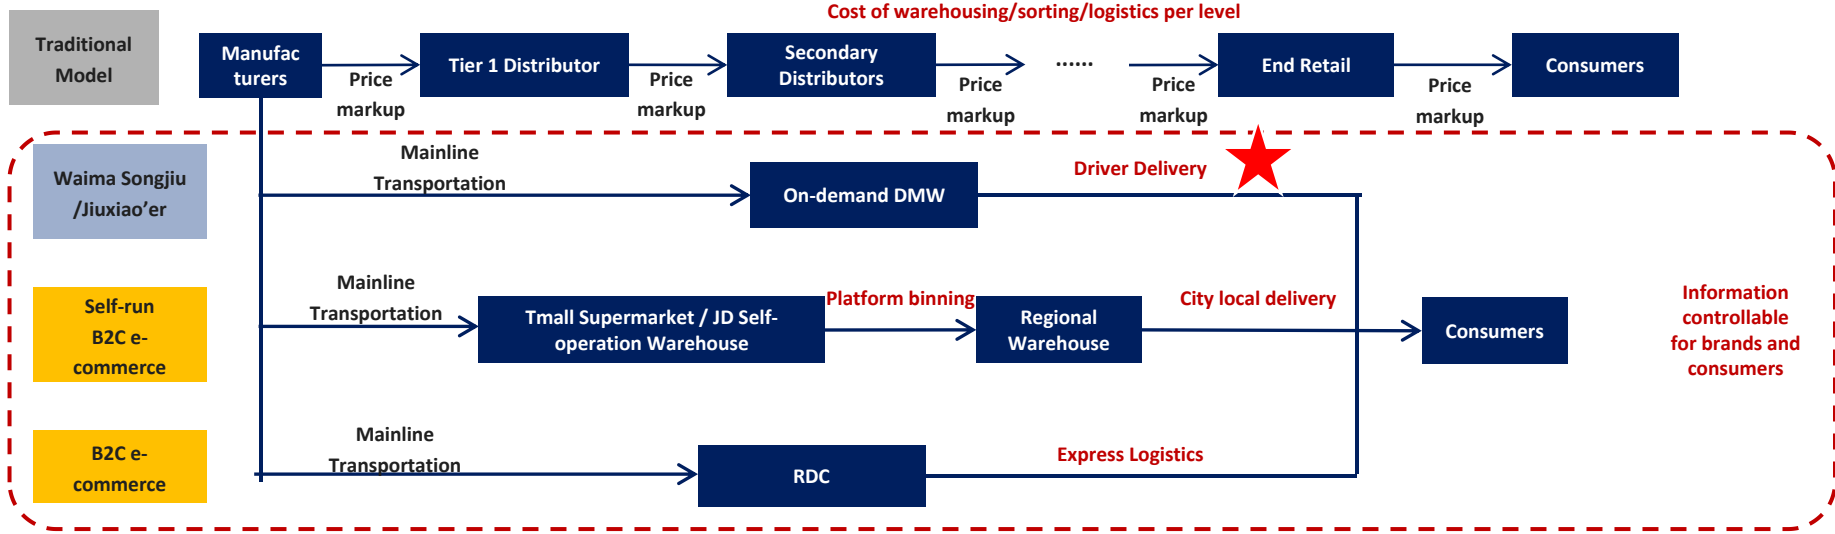 Cost of warehousing/sorting/logistics per level
Traditional
Model
Manufac
turers
Price
markup
Tier 1 Distributor
Price
markup
Secondary
Distributors
Price
markup
......
Price
markup
End Retail
Price
markup
Consumers
Waima Songjiu
/Jiuxiao’er
Mainline
Transportation
On-demand DMW
Driver Delivery
Self-run
B2C e-
commerce
Mainline
Transportation
Tmall Supermarket / JD Self-
operation Warehouse
Platform binning
Regional
Warehouse
City local delivery
Consumers
Information
controllable
for brands and
consumers
B2C e-
commerce
Mainline
Transportation
RDC
Express Logistics